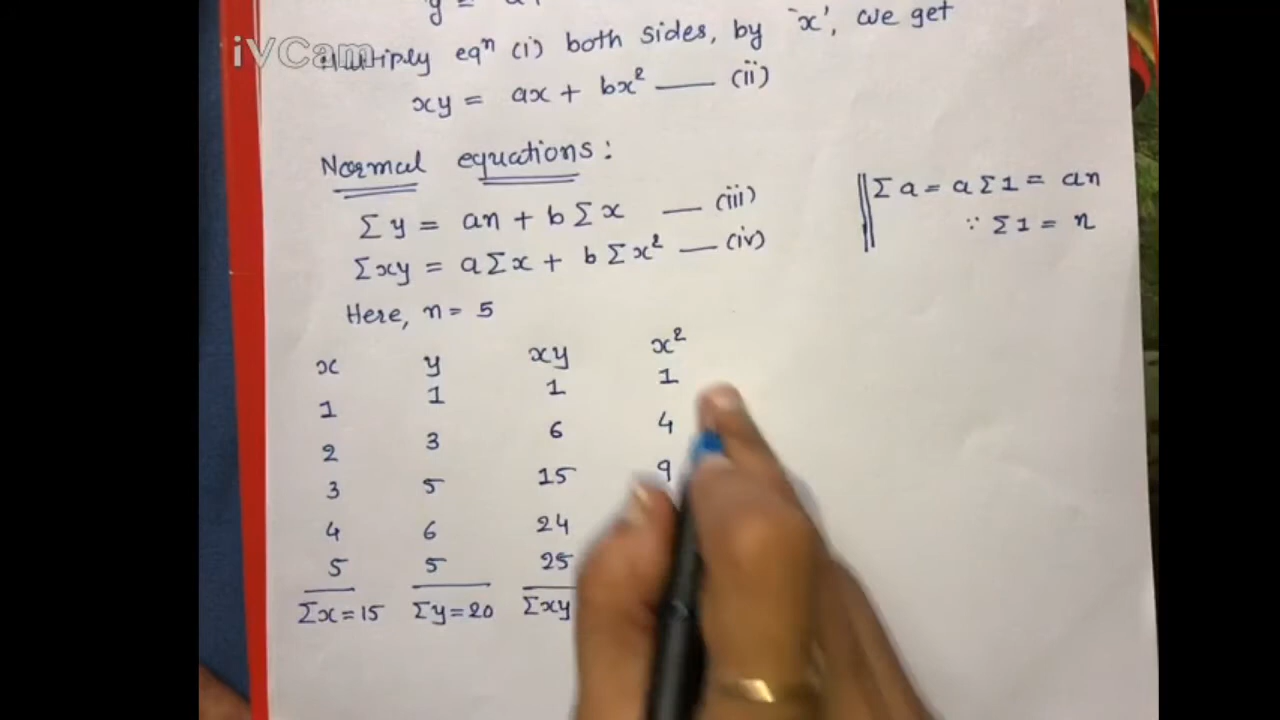 iVCam
Multiply eqⁿ (i) both sides, by 'x', we get
xy = ax + bx² — (ii)
Normal equations:
Σy = an + bΣx — (iii)
Σxy = aΣx + bΣx² — (iv)
Σa = aΣ1 = an
∵ Σ1 = n
Here, n = 5
x y xy x²
1 1 1 1
2 3 6 4
3 5 15 9
4 6 24
5 5 25
Σx = 15 Σy = 20 Σxy